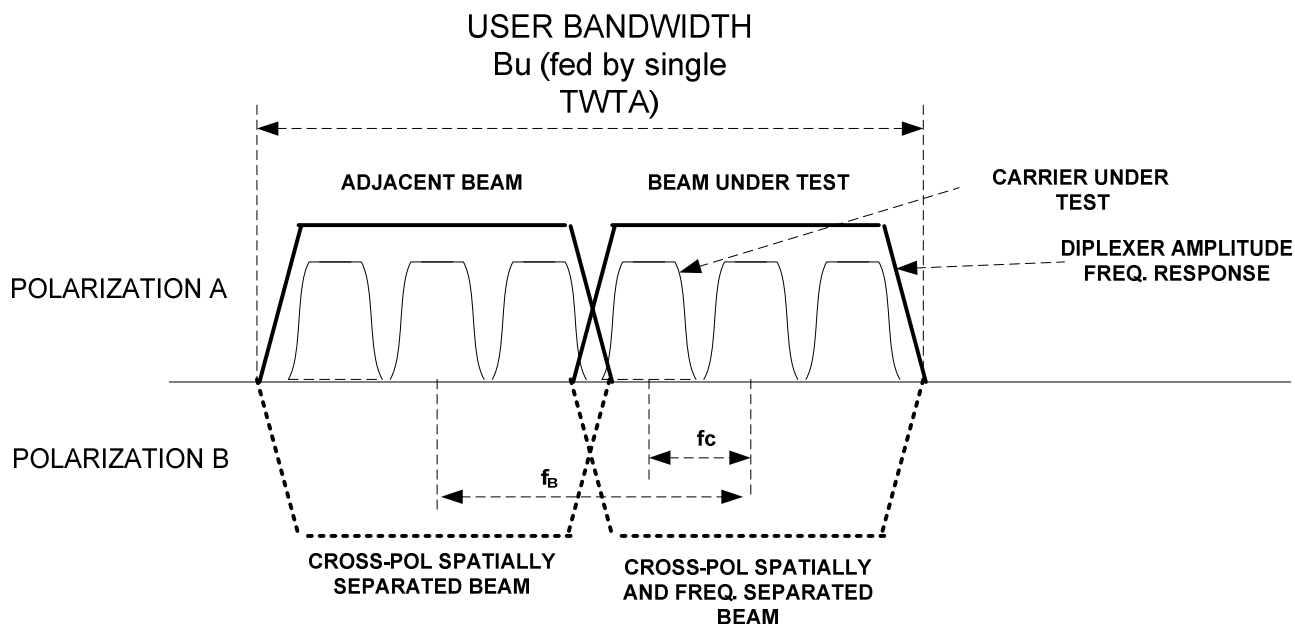 USER BANDWIDTH
Bu (fed by single
TWTA)
ADJACENT BEAM
BEAM UNDER TEST
CARRIER UNDER
TEST
DIPLEXER AMPLITUDE
FREQ. RESPONSE
POLARIZATION A
POLARIZATION B
fc
fB
CROSS-POL SPATIALLY
SEPARATED BEAM
CROSS-POL SPATIALLY
AND FREQ. SEPARATED
BEAM